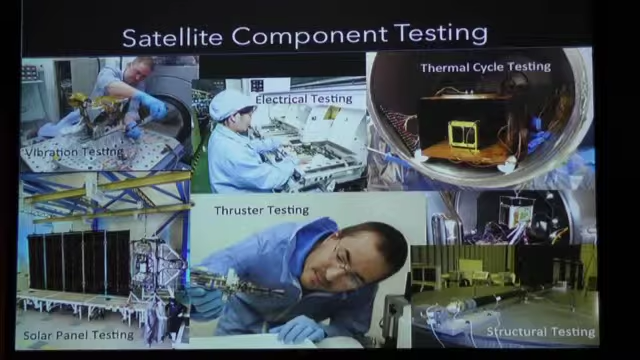 Satellite Component Testing
Thermal Cycle Testing
Electrical Testing
Vibration Testing
Thruster Testing
Solar Panel Testing
Structural Testing